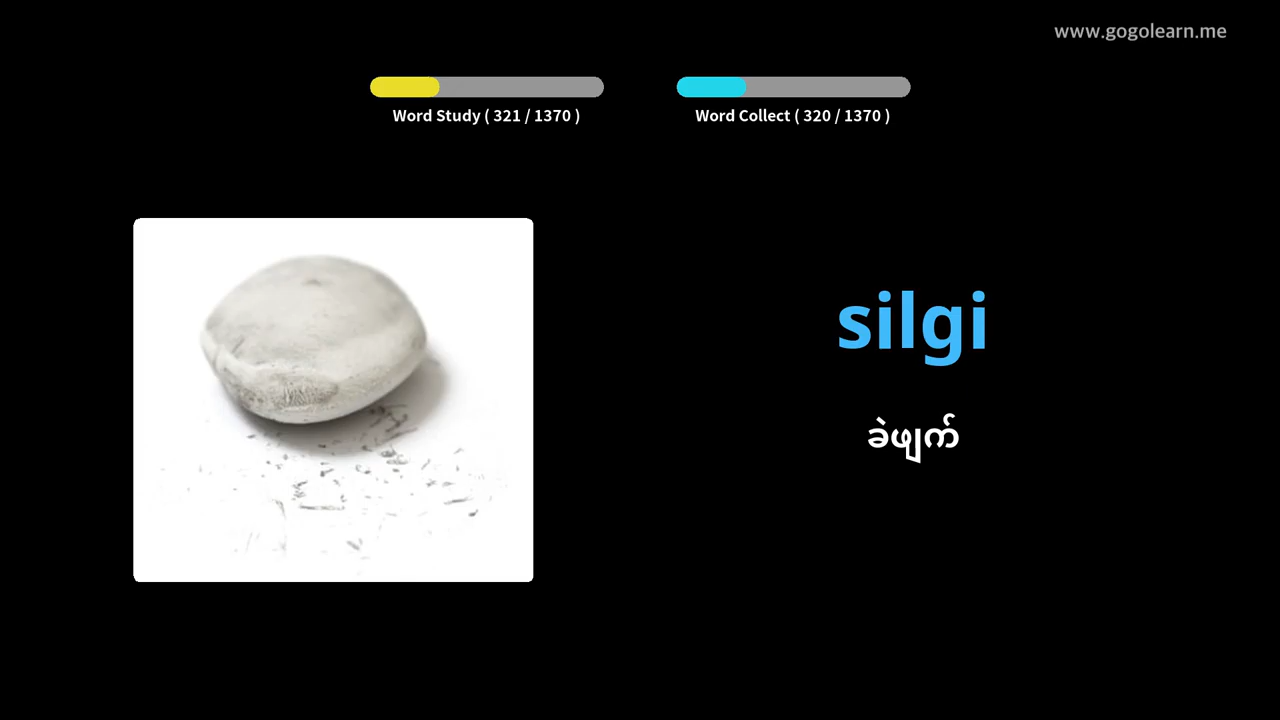 www.gogolearn.me
Word Study ( 321 / 1370 )
Word Collect ( 320 / 1370 )
silgi
ခဲဖျက်